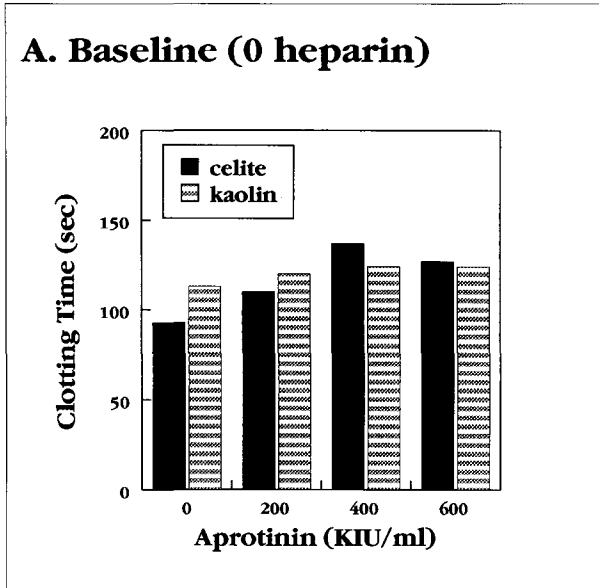 A. Baseline (0 heparin)
200
150
100
50
0
Clotting Time (sec)
celite
kaolin
0 200 400 600
Aprotinin (KIU/ml)